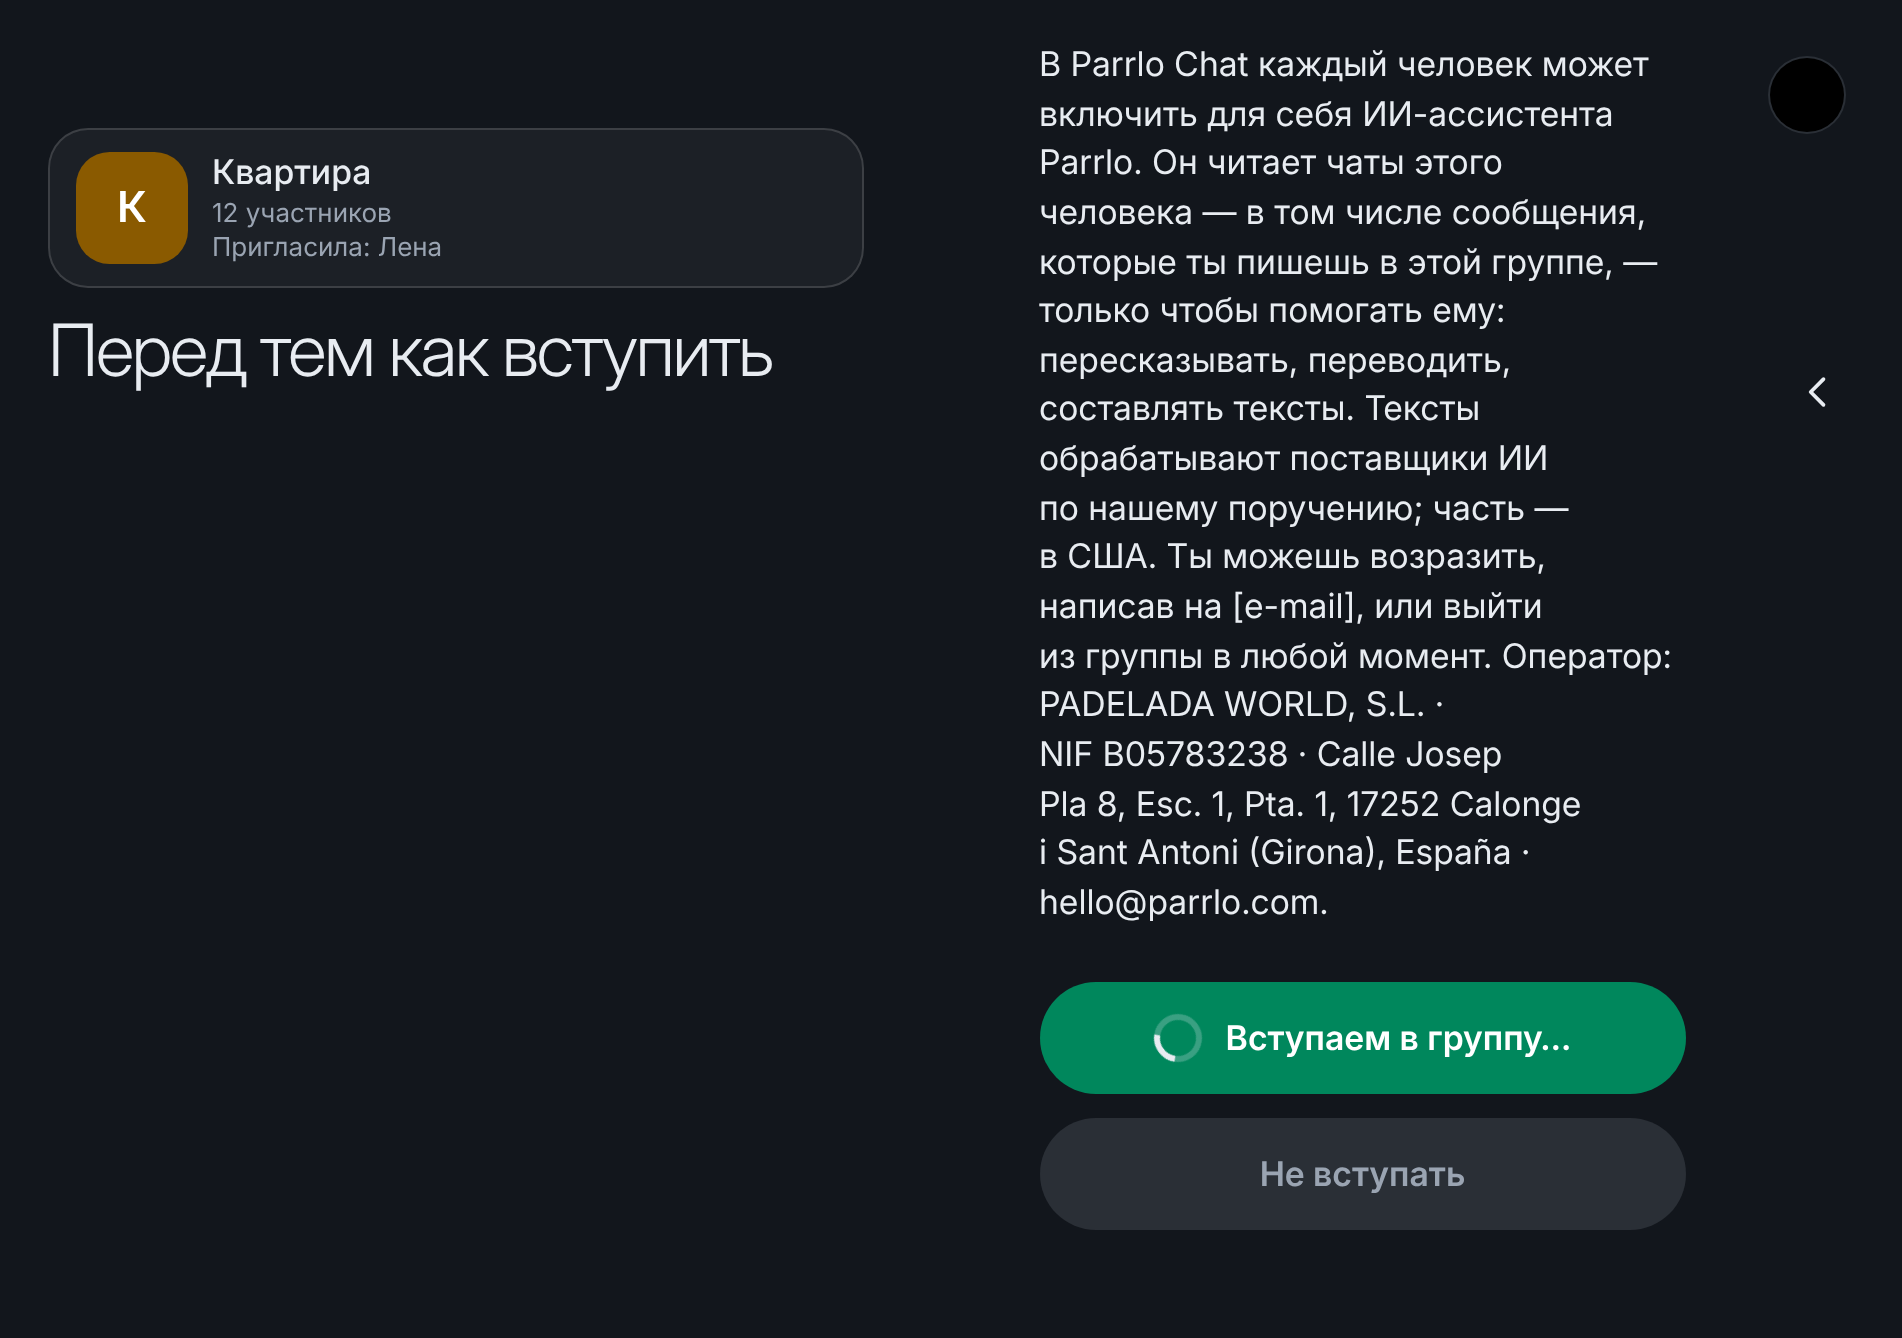 К
Квартира
12 участников
Пригласила: Лена
Перед тем как вступить
В Parrlo Chat каждый человек может
включить для себя ИИ-ассистента
Parrlo. Он читает чаты этого
человека — в том числе сообщения,
которые ты пишешь в этой группе, —
только чтобы помогать ему:
пересказывать, переводить,
составлять тексты. Тексты
обрабатывают поставщики ИИ
по нашему поручению; часть —
в США. Ты можешь возразить,
написав на [e-mail], или выйти
из группы в любой момент. Оператор:
PADELADA WORLD, S.L. ·
NIF B05783238 · Calle Josep
Pla 8, Esc. 1, Pta. 1, 17252 Calonge
i Sant Antoni (Girona), España ·
hello@parrlo.com.
Вступаем в группу...
Не вступать